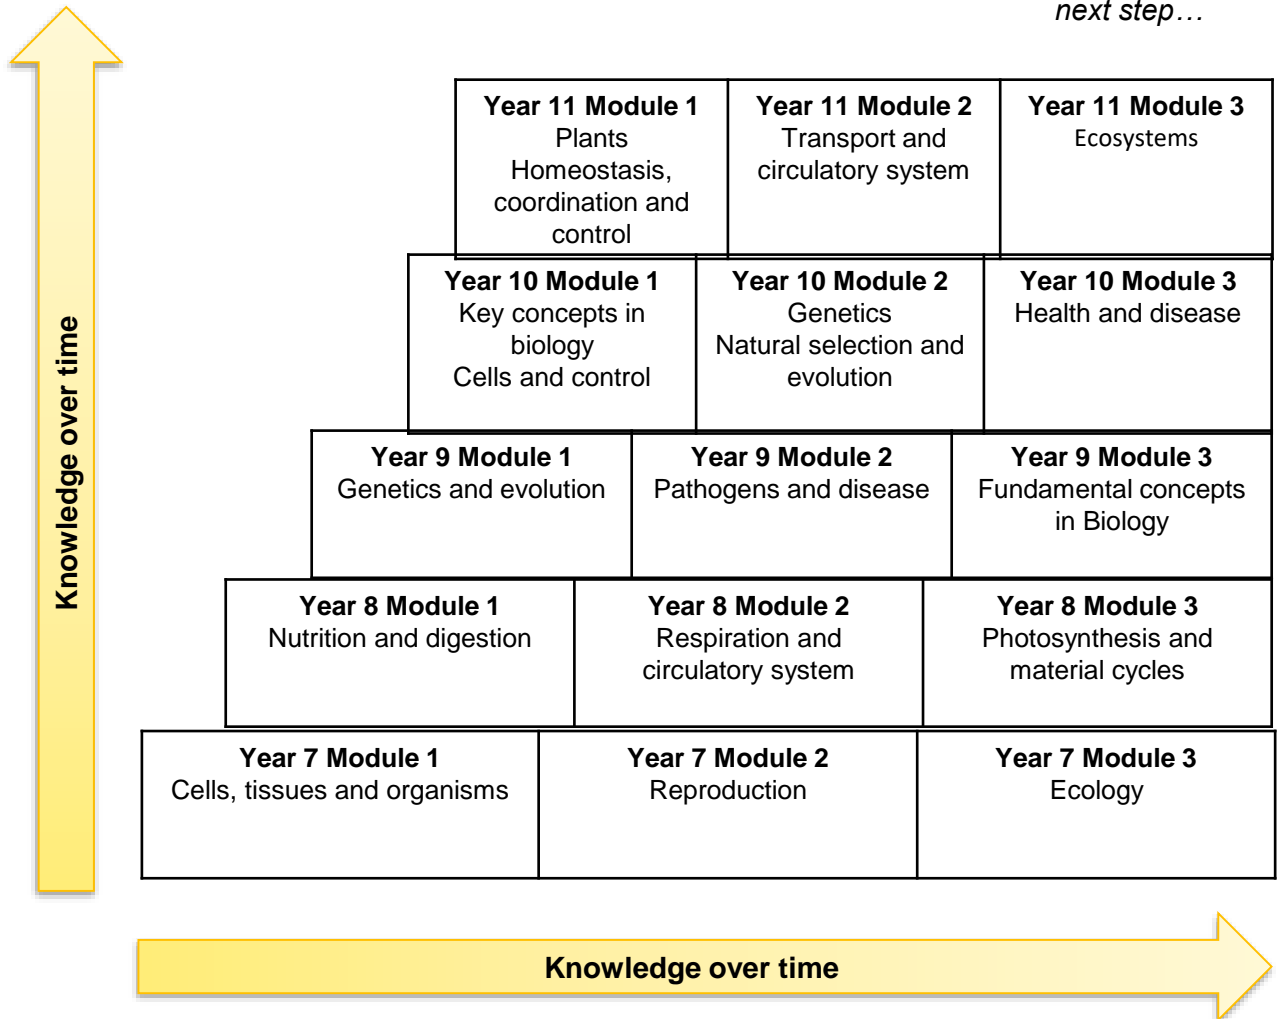 next step…
Year 11 Module 1
Plants
Homeostasis,
coordination and
control
Year 11 Module 2
Transport and
circulatory system
Year 11 Module 3
Ecosystems
Year 10 Module 1
Key concepts in
biology
Cells and control
Year 10 Module 2
Genetics
Natural selection and
evolution
Year 10 Module 3
Health and disease
Year 9 Module 1
Genetics and evolution
Year 9 Module 2
Pathogens and disease
Year 9 Module 3
Fundamental concepts
in Biology
Year 8 Module 1
Nutrition and digestion
Year 8 Module 2
Respiration and
circulatory system
Year 8 Module 3
Photosynthesis and
material cycles
Year 7 Module 1
Cells, tissues and organisms
Year 7 Module 2
Reproduction
Year 7 Module 3
Ecology
Knowledge over time
Knowledge over time